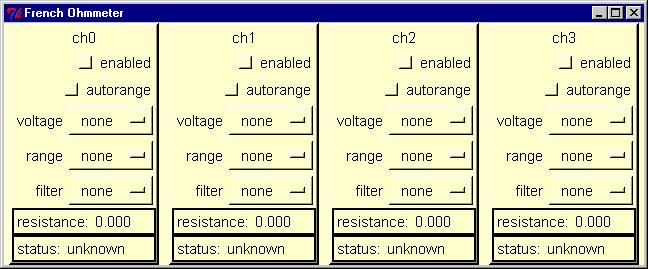 French Ohmmeter
ch0 ch1 ch2 ch3
enabled enabled enabled enabled
autorange autorange autorange autorange
voltage none voltage none voltage none voltage none
range none range none range none range none
filter none filter none filter none filter none
resistance: 0.000 resistance: 0.000 resistance: 0.000 resistance: 0.000
status: unknown status: unknown status: unknown status: unknown